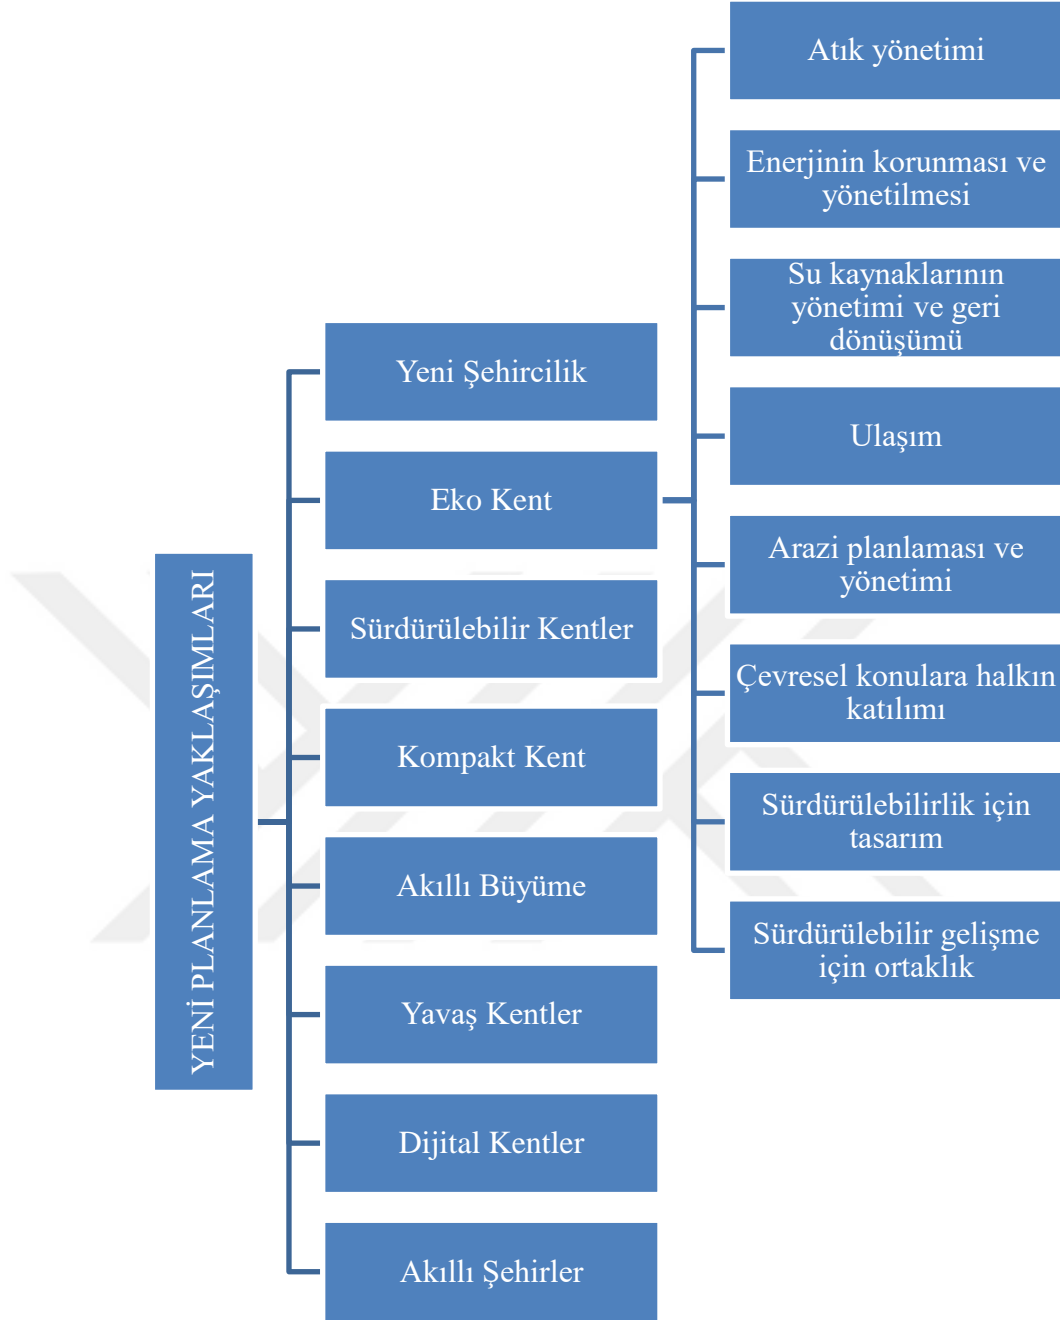 YENİ PLANLAMA YAKLAŞIMLARI
Yeni Şehircilik
Eko Kent
Sürdürülebilir Kentler
Kompakt Kent
Akıllı Büyüme
Yavaş Kentler
Dijital Kentler
Akıllı Şehirler
Atık yönetimi
Enerjinin korunması ve
yönetilmesi
Su kaynaklarının
yönetimi ve geri
dönüşümü
Ulaşım
Arazi planlaması ve
yönetimi
Çevresel konulara halkın
katılımı
Sürdürülebilirlik için
tasarım
Sürdürülebilir gelişme
için ortaklık